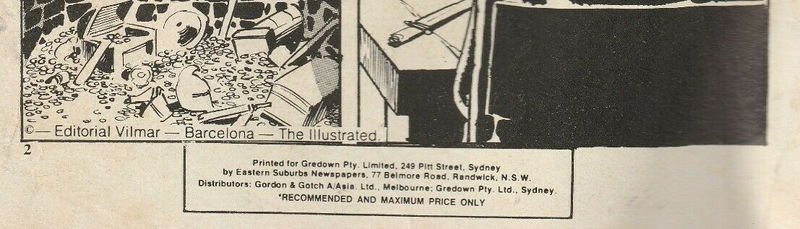 ©— Editorial Vilmar — Barcelona — The Illustrated.
2
Printed for Gredown Pty. Limited, 249 Pitt Street, Sydney
by Eastern Suburbs Newspapers, 77 Belmore Road, Randwick, N.S.W.
Distributors: Gordon & Gotch A/Asia. Ltd., Melbourne; Gredown Pty. Ltd., Sydney.
*RECOMMENDED AND MAXIMUM PRICE ONLY